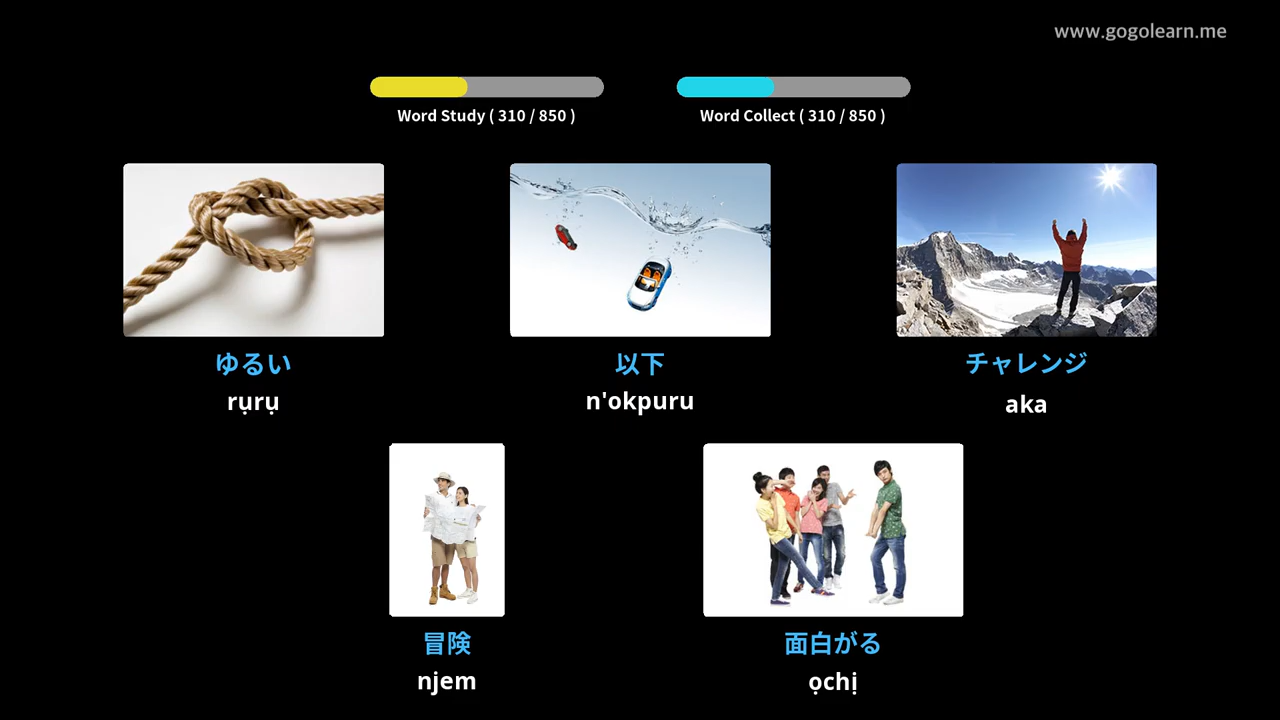 www.gogolearn.me
Word Study ( 310 / 850 )
Word Collect ( 310 / 850 )
ゆるい
rụrụ
以下
n'okpuru
チャレンジ
aka
冒険
njem
面白がる
ọchị